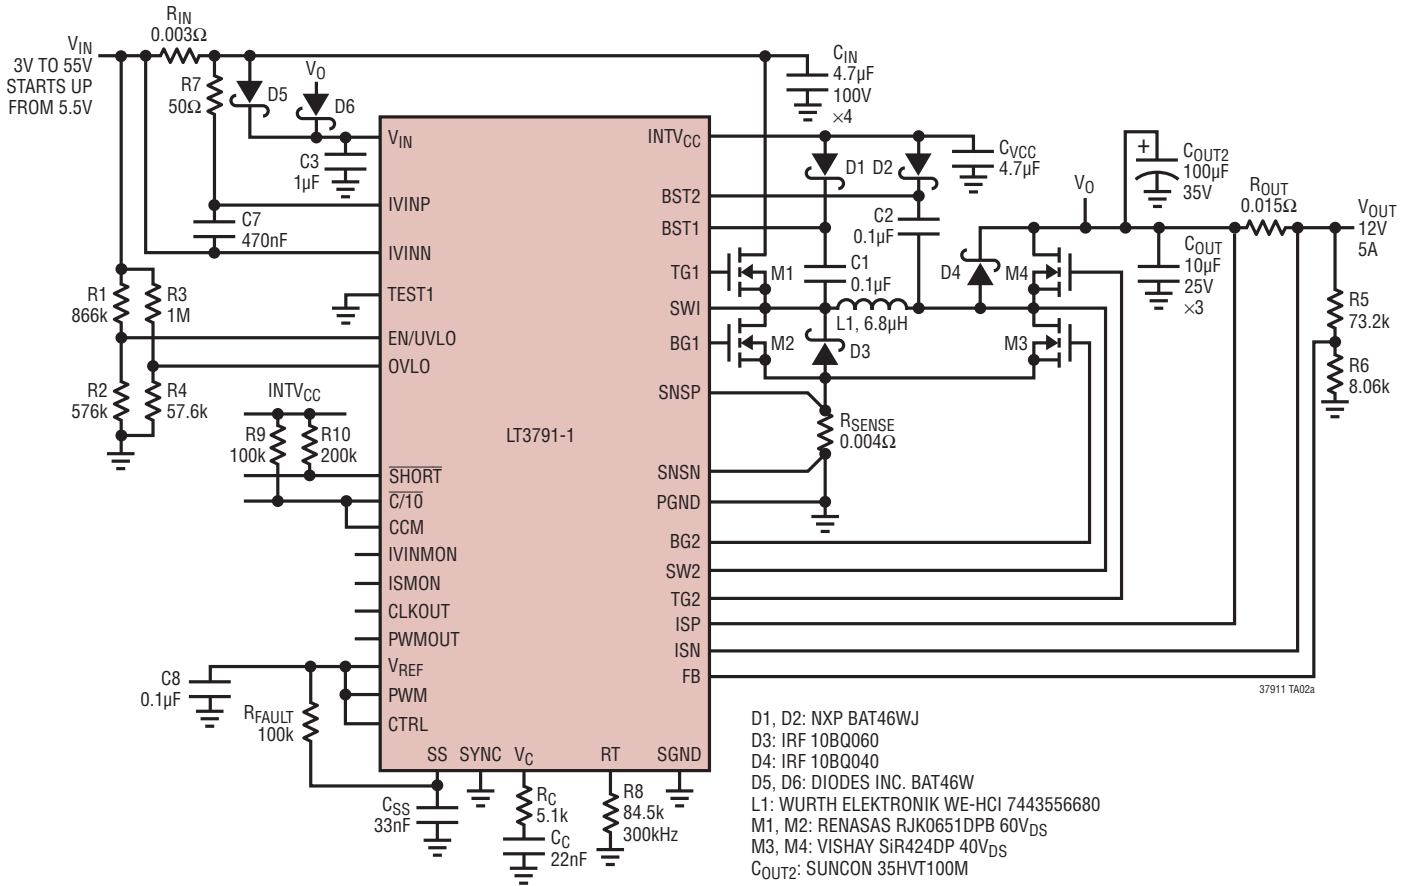 VIN
3V TO 55V
STARTS UP
FROM 5.5V
RIN
0.003Ω
R7
50Ω
D5
VO
D6
C3
1µF
C7
470nF
R1
866k
R3
1M
R2
576k
R4
57.6k
INTVCC
R9
100k
R10
200k
C8
0.1µF
RFAULT
100k
CSS
33nF
RC
5.1k
CC
22nF
R8
84.5k
300kHz
LT3791-1
VIN
IVINP
IVINN
TEST1
EN/UVLO
OVLO
SHORT
C/10
CCM
IVINMON
ISMON
CLKOUT
PWMOUT
VREF
PWM
CTRL
SS
SYNC
VC
RT
SGND
INTVCC
BST2
BST1
TG1
SWI
BG1
SNSP
SNSN
PGND
BG2
SW2
TG2
ISP
ISN
FB
CIN
4.7µF
100V
×4
D1
D2
CVCC
4.7µF
C2
0.1µF
C1
0.1µF
M1
M2
L1, 6.8µH
D3
D4
M4
M3
RSENSE
0.004Ω
VO
+
COUT2
100µF
35V
COUT
10µF
25V
×3
ROUT
0.015Ω
VOUT
12V
5A
R5
73.2k
R6
8.06k
37911 TA02a
D1, D2: NXP BAT46WJ
D3: IRF 10BQ060
D4: IRF 10BQ040
D5, D6: DIODES INC. BAT46W
L1: WURTH ELEKTRONIK WE-HCI 7443556680
M1, M2: RENASAS RJK0651DPB 60VDS
M3, M4: VISHAY SiR424DP 40VDS
COUT2: SUNCON 35HVT100M